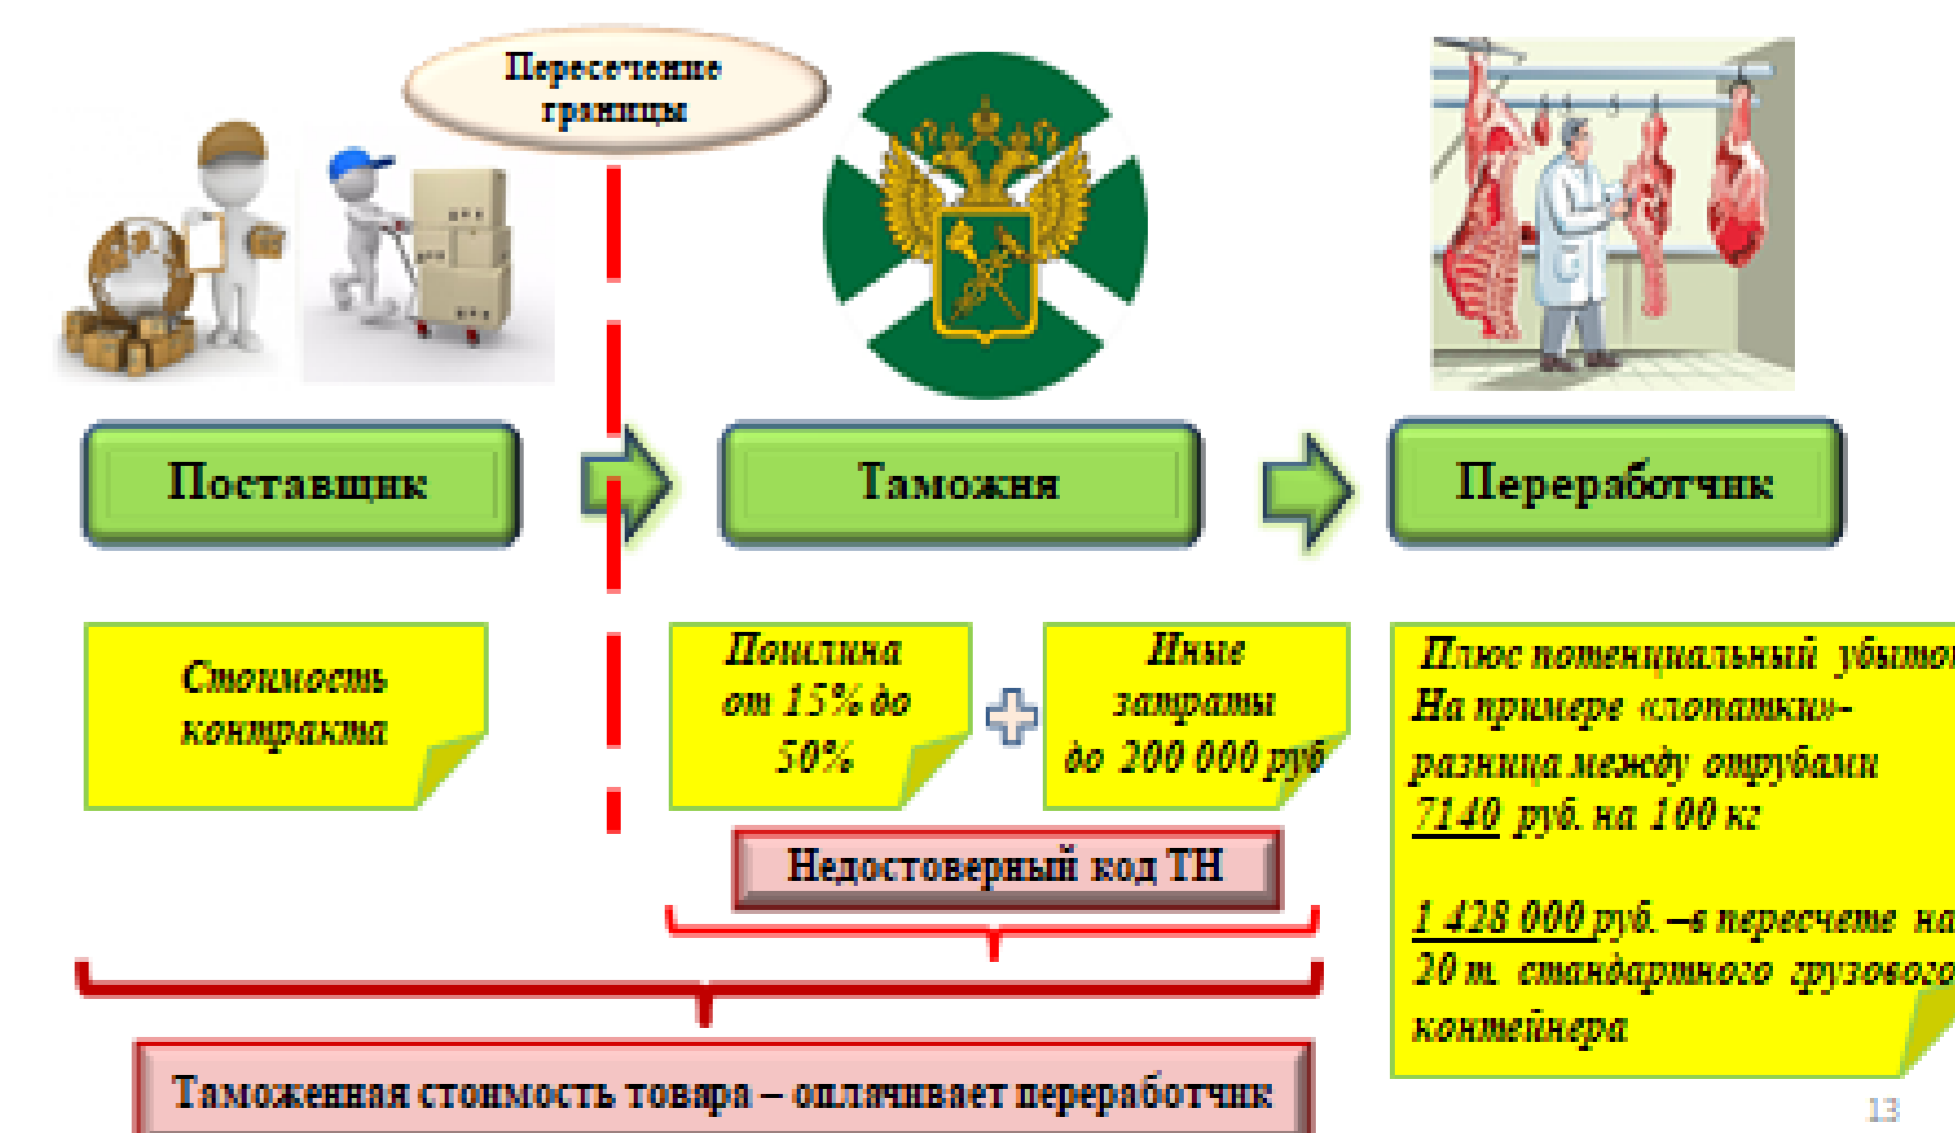 Пересечение
границы
Поставщик
Таможня
Переработчик
Стоимость
контракта
Пошлина
от 15% до
50%
Иные
затраты
до 200 000 руб
Плюс потенциальный убыток
На примере «лопатки»-
разница между отрубами
7140 руб. на 100 кг
1 428 000 руб. –в пересчете на
20 т. стандартного грузового
контейнера
Недостоверный код ТН
Таможенная стоимость товара – оплачивает переработчик
13